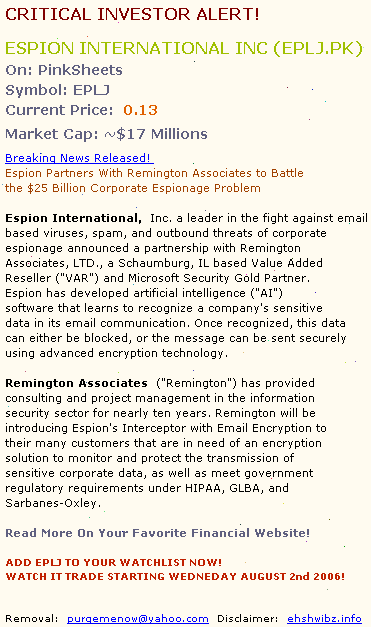 CRITICAL INVESTOR ALERT!
ESPION INTERNATIONAL INC (EPLJ.PK)
On: PinkSheets
Symbol: EPLJ
Current Price: 0.13
Market Cap: ~$17 Millions
Breaking News Released!
Espion Partners With Remington Associates to Battle
the $25 Billion Corporate Espionage Problem
Espion International, Inc. a leader in the fight against email
based viruses, spam, and outbound threats of corporate
espionage announced a partnership with Remington
Associates, LTD., a Schaumburg, IL based Value Added
Reseller ("VAR") and Microsoft Security Gold Partner.
Espion has developed artificial intelligence ("AI")
software that learns to recognize a company's sensitive
data in its email communication. Once recognized, this data
can either be blocked, or the message can be sent securely
using advanced encryption technology.
Remington Associates ("Remington") has provided
consulting and project management in the information
security sector for nearly ten years. Remington will be
introducing Espion's Interceptor with Email Encryption to
their many customers that are in need of an encryption
solution to monitor and protect the transmission of
sensitive corporate data, as well as meet government
regulatory requirements under HIPAA, GLBA, and
Sarbanes-Oxley.
Read More On Your Favorite Financial Website!
ADD EPLJ TO YOUR WATCHLIST NOW!
WATCH IT TRADE STARTING WEDNEDAY AUGUST 2nd 2006!
Removal: purgemenow@yahoo.com Disclaimer: ehshwibz.info